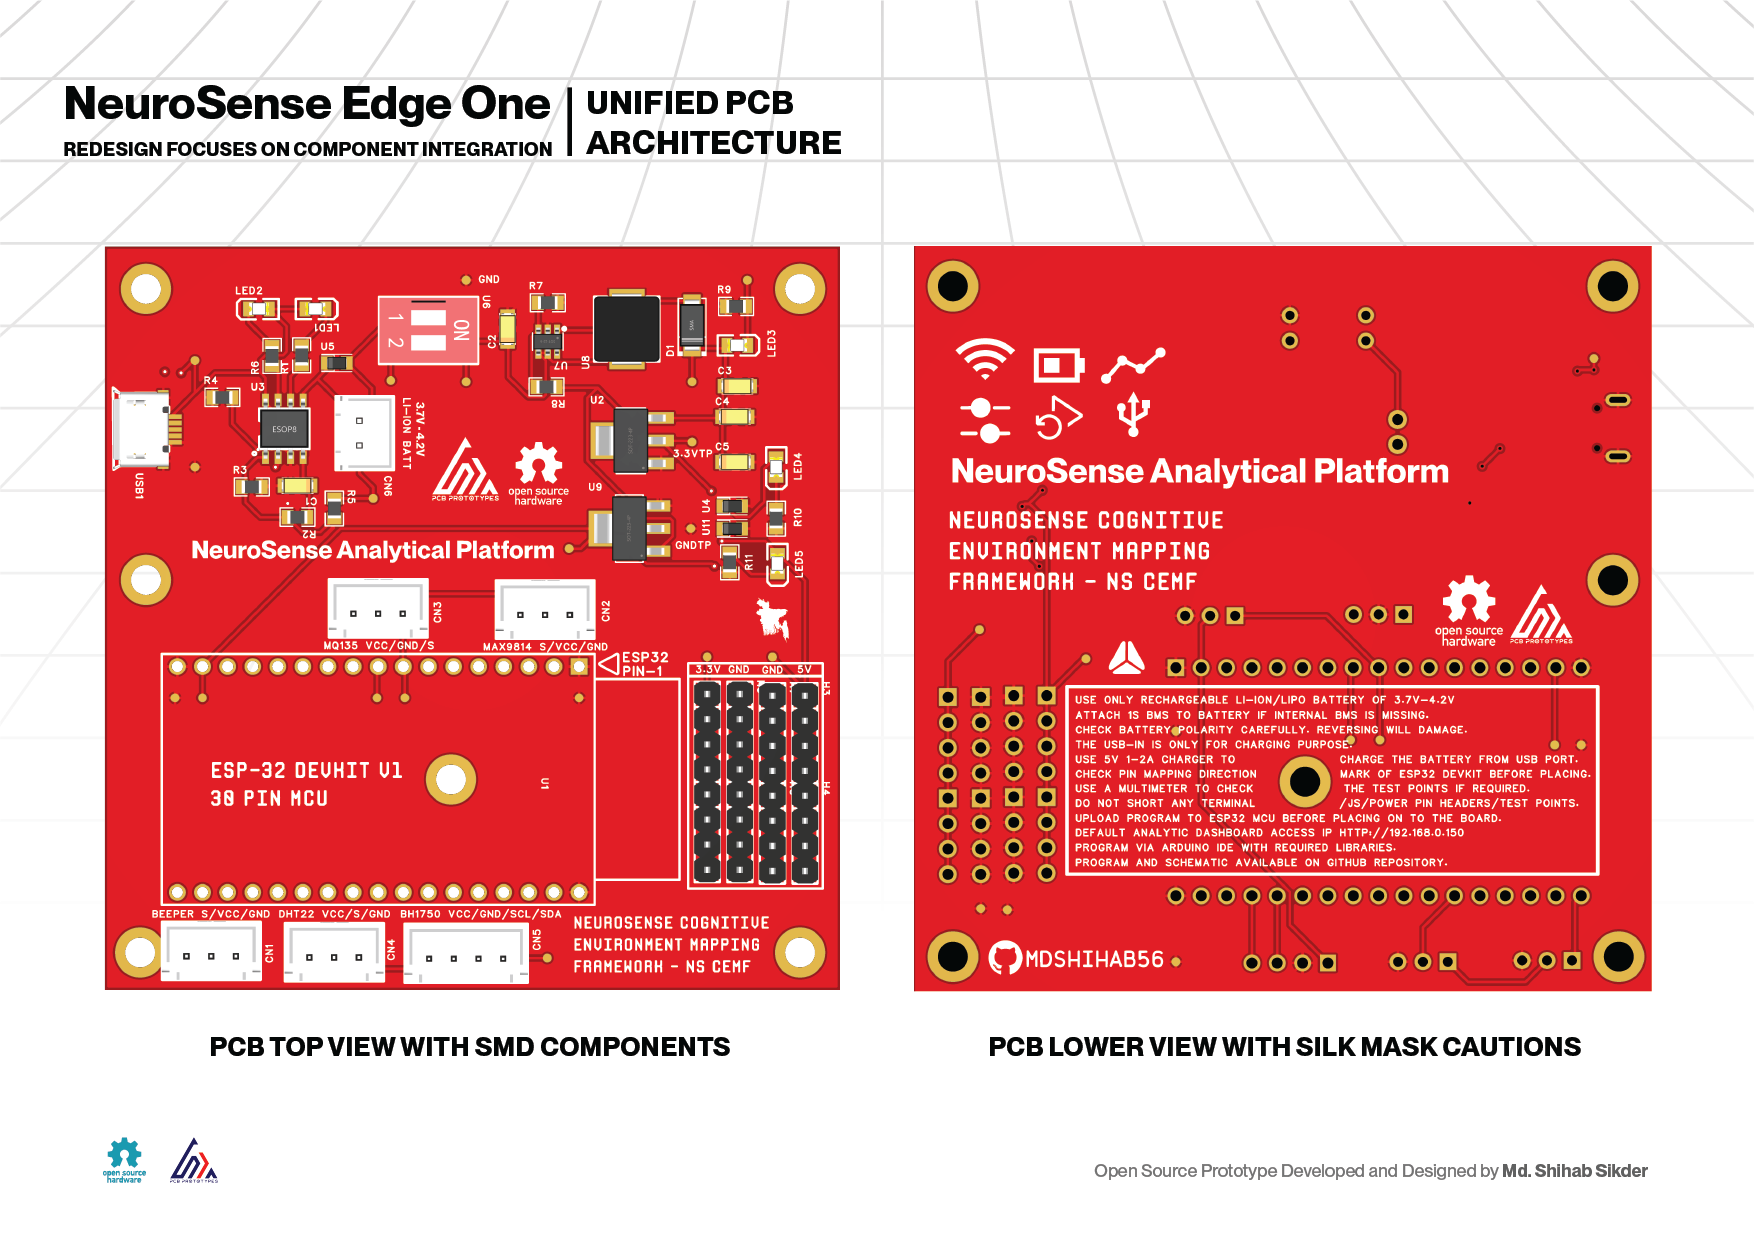 NeuroSense Edge One
REDESIGN FOCUSES ON COMPONENT INTEGRATION
UNIFIED PCB
ARCHITECTURE
LED2
LED1
GND
U6
1
2
ON
R7
R9
C2
U7
U8
D1
LED3
R8
R6
R1
U5
U3
R4
ESOP8
3.7V-4.2V
LI-ION BATT
CN6
USB1
R3
C1
R5
R2
U2
C3
C4
C5
3.3VTP
LED4
U9
U4
U11
R10
GNDTP
R11
LED5
PCB PROTOTYPES
open source
hardware
NeuroSense Analytical Platform
CN3
CN2
MQ135 VCC/GND/S
MAX9814 S/VCC/GND
ESP32
PIN-1
3.3V GND GND 5V
H3
H4
ESP-32 DEVKIT V1
30 PIN MCU
U1
BEEPER S/VCC/GND DHT22 VCC/S/GND BH1750 VCC/GND/SCL/SDA
CN1
CN4
CN5
NEUROSENSE COGNITIVE
ENVIRONMENT MAPPING
FRAMEWORK - NS CEMF
NeuroSense Analytical Platform
NEUROSENSE COGNITIVE
ENVIRONMENT MAPPING
FRAMEWORK - NS CEMF
open source
hardware
PCB PROTOTYPES
USE ONLY RECHARGEABLE LI-ION/LIPO BATTERY OF 3.7V-4.2V
ATTACH 1S BMS TO BATTERY IF INTERNAL BMS IS MISSING.
CHECK BATTERY POLARITY CAREFULLY. REVERSING WILL DAMAGE.
THE USB-IN IS ONLY FOR CHARGING PURPOSE.
USE 5V 1-2A CHARGER TO CHARGE THE BATTERY FROM USB PORT.
CHECK PIN MAPPING DIRECTION MARK OF ESP32 DEVKIT BEFORE PLACING.
USE A MULTIMETER TO CHECK THE TEST POINTS IF REQUIRED.
DO NOT SHORT ANY TERMINAL /JS/POWER PIN HEADERS/TEST POINTS.
UPLOAD PROGRAM TO ESP32 MCU BEFORE PLACING ON TO THE BOARD.
DEFAULT ANALYTIC DASHBOARD ACCESS IP HTTP://192.168.0.150
PROGRAM VIA ARDUINO IDE WITH REQUIRED LIBRARIES.
PROGRAM AND SCHEMATIC AVAILABLE ON GITHUB REPOSITORY.
MDSHIHAB56
PCB TOP VIEW WITH SMD COMPONENTS
PCB LOWER VIEW WITH SILK MASK CAUTIONS
open source
hardware
PCB PROTOTYPES
Open Source Prototype Developed and Designed by Md. Shihab Sikder